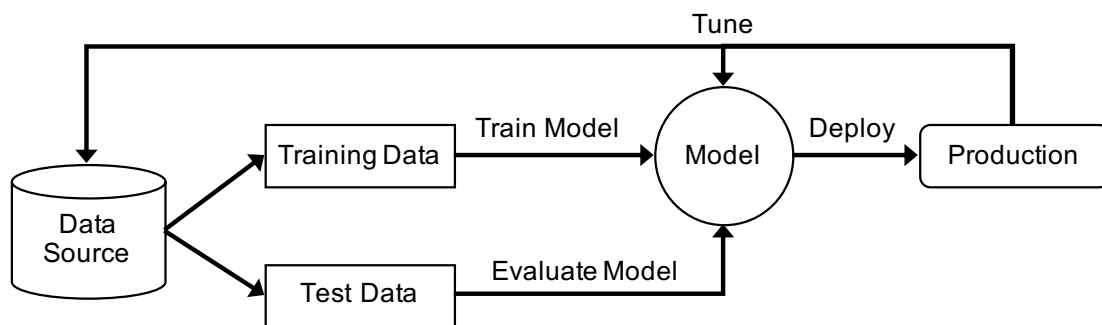 Tune
Training Data
Train Model
Model
Deploy
Production
Data
Source
Test Data
Evaluate Model